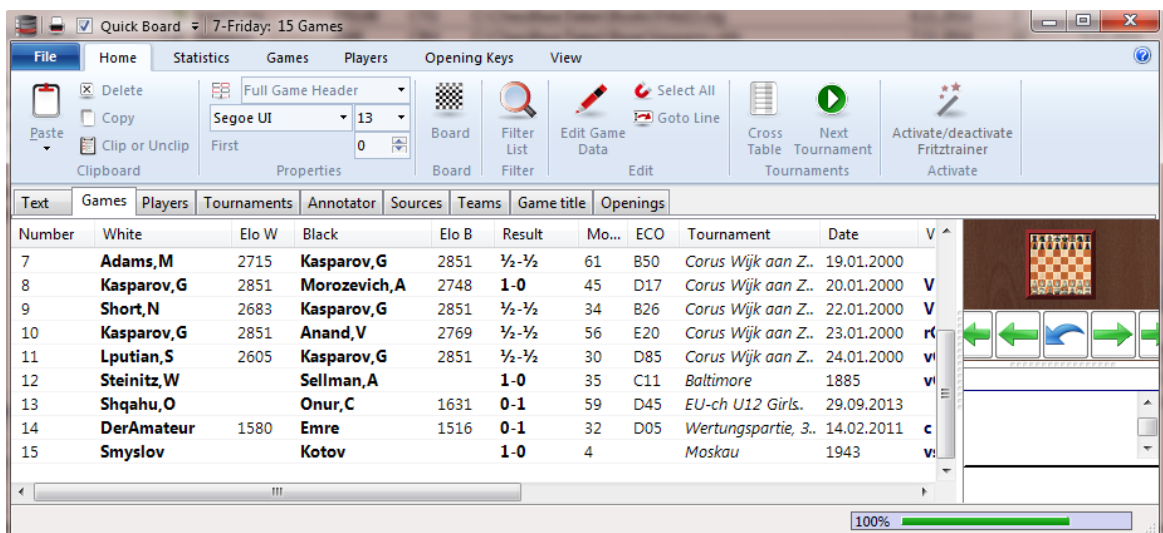 Quick Board 7-Friday: 15 Games
File Home Statistics Games Players Opening Keys View
Paste
Delete
Copy
Clip or Unclip
Clipboard
Full Game Header
Segoe UI 13
First 0
Properties
Board
Board
Filter List
Filter
Edit Game Data
Select All
Goto Line
Edit
Cross Table
Next Tournament
Tournaments
Activate/deactivate Fritztrainer
Activate
Text Games Players Tournaments Annotator Sources Teams Game title Openings
Number White Elo W Black Elo B Result Mo... ECO Tournament Date V
7 Adams,M 2715 Kasparov,G 2851 ½-½ 61 B50 Corus Wijk aan Z.. 19.01.2000
8 Kasparov,G 2851 Morozevich,A 2748 1-0 45 D17 Corus Wijk aan Z.. 20.01.2000 V
9 Short,N 2683 Kasparov,G 2851 ½-½ 34 B26 Corus Wijk aan Z.. 22.01.2000 V
10 Kasparov,G 2851 Anand,V 2769 ½-½ 56 E20 Corus Wijk aan Z.. 23.01.2000
11 Lputian,S 2605 Kasparov,G 2851 ½-½ 30 D85 Corus Wijk aan Z.. 24.01.2000
12 Steinitz,W Sellman,A 1-0 35 C11 Baltimore 1885
13 Shqahu,O Onur,C 1631 0-1 59 D45 EU-ch U12 Girls.. 29.09.2013
14 DerAmateur 1580 Emre 1516 0-1 32 D05 Wertungspartie, 3.. 14.02.2011 c
15 Smyslov Kotov 1-0 4 Moskau 1943
100%